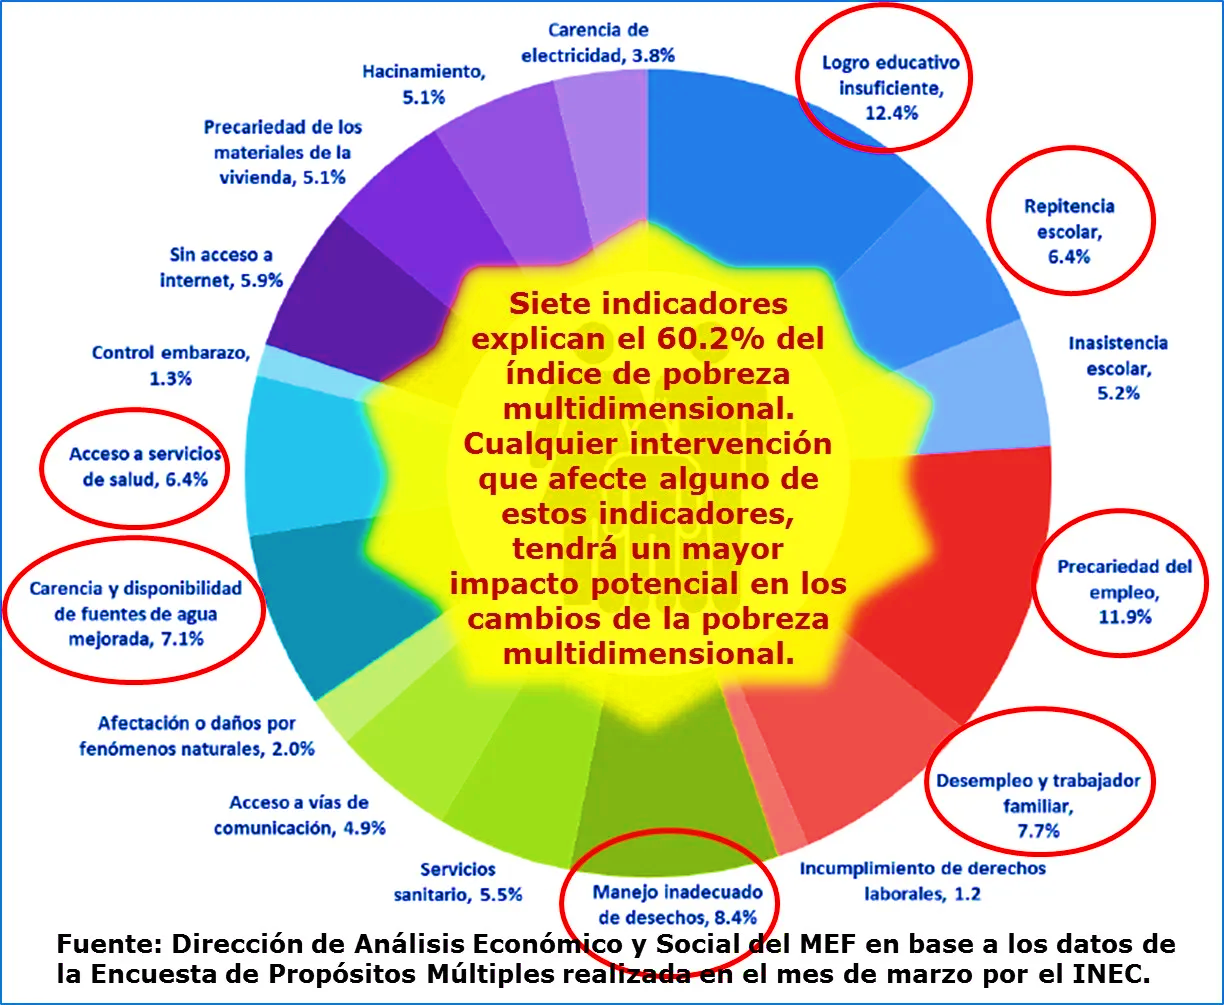 Carencia de
electricidad, 3.8%
Logro educativo
insuficiente,
12.4%
Hacinamiento,
5.1%
Precariedad de los
materiales de la
vivienda, 5.1%
Repitencia
escolar,
6.4%
Sin acceso a
internet, 5.9%
Inasistencia
escolar,
5.2%
Control embarazo,
1.3%
Siete indicadores
explican el 60.2% del
índice de pobreza
multidimensional.
Cualquier intervención
que afecte alguno de
estos indicadores,
tendrá un mayor
impacto potencial en los
cambios de la pobreza
multidimensional.
Acceso a servicios
de salud, 6.4%
Precariedad del
empleo,
11.9%
Carencia y disponibilidad
de fuentes de agua
mejorada, 7.1%
Afectación o daños por
fenómenos naturales, 2.0%
Desempleo y trabajador
familiar,
7.7%
Acceso a vías de
comunicación, 4.9%
Servicios
sanitario, 5.5%
Manejo inadecuado
de desechos, 8.4%
Incumplimiento de derechos
laborales, 1.2
Fuente: Dirección de Análisis Económico y Social del MEF en base a los datos de
la Encuesta de Propósitos Múltiples realizada en el mes de marzo por el INEC.